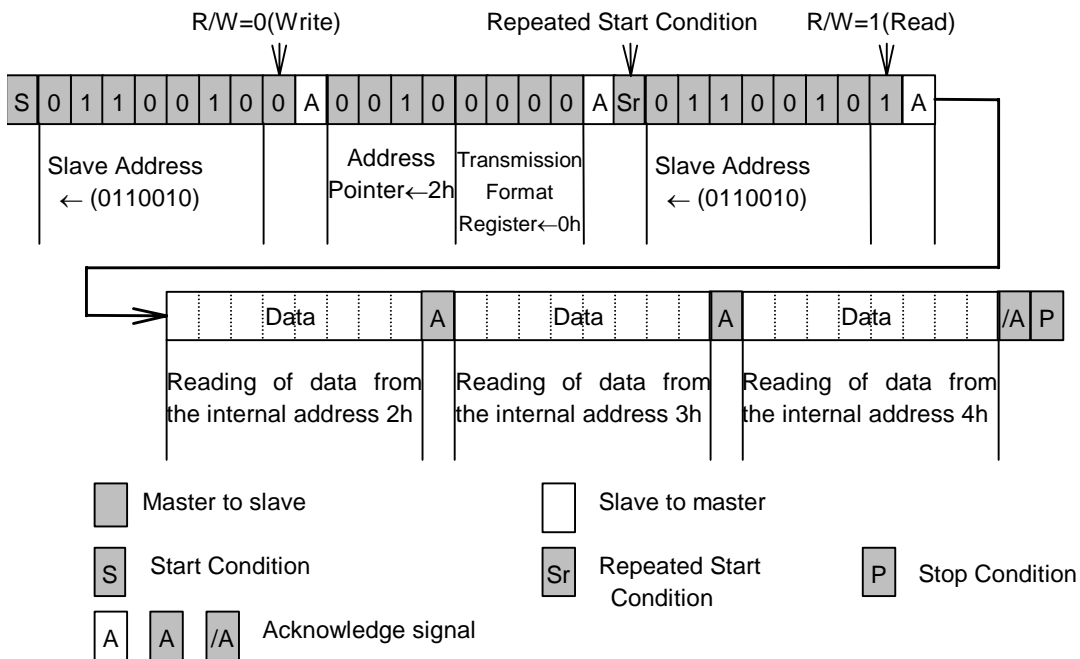 R/W=0(Write) Repeated Start Condition R/W=1(Read)
S 0 1 1 0 0 1 0 0 A 0 0 1 0 0 0 0 0 A Sr 0 1 1 0 0 1 0 1 A
Slave Address
← (0110010)
Address
Pointer←2h
Transmission
Format
Register←0h
Slave Address
← (0110010)
Data A Data A Data /A P
Reading of data from
the internal address 2h
Reading of data from
the internal address 3h
Reading of data from
the internal address 4h
Master to slave
Slave to master
S Start Condition
Sr Repeated Start
Condition
P Stop Condition
A A /A Acknowledge signal